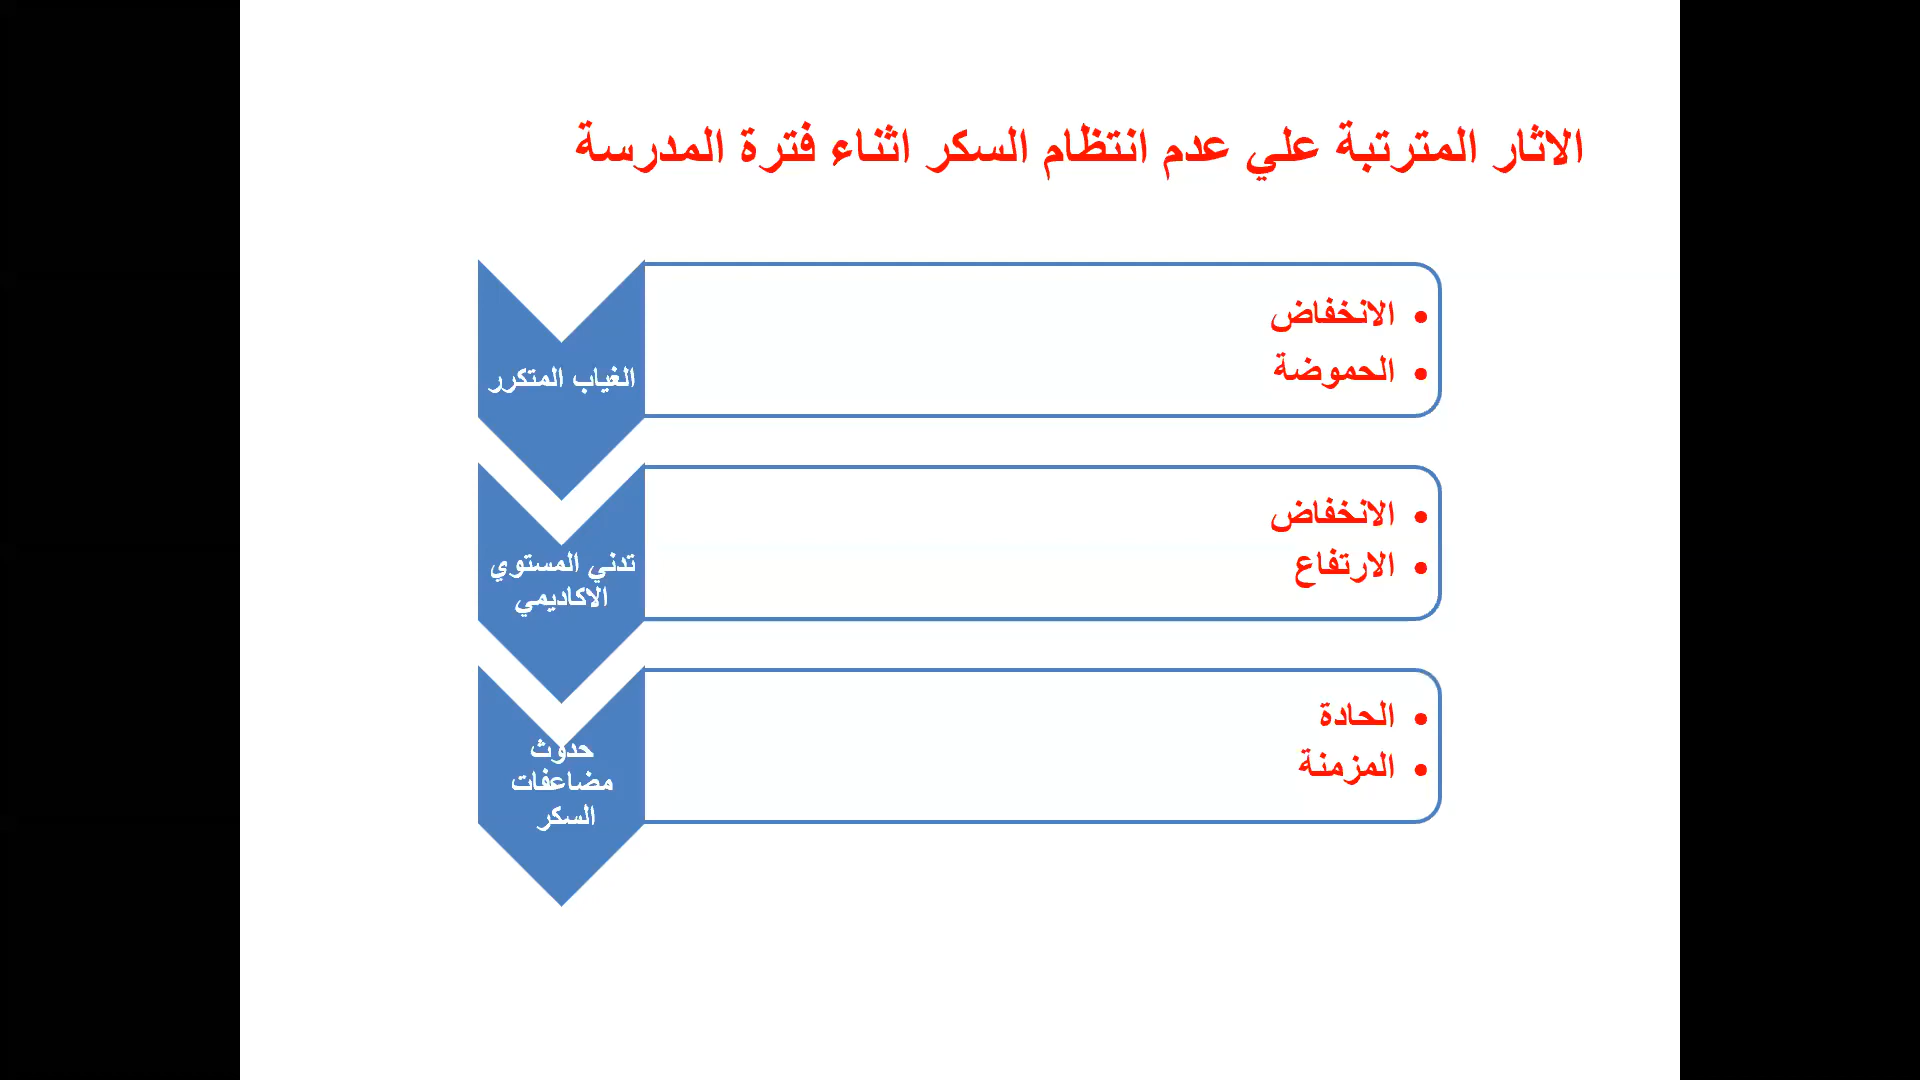 الاثار المترتبة علي عدم انتظام السكر اثناء فترة المدرسة
الغياب المتكرر
• الانخفاض
• الحموضة
تدني المستوي
الاكاديمي
• الانخفاض
• الارتفاع
حدوث
مضاعفات
السكر
• الحادة
• المزمنة